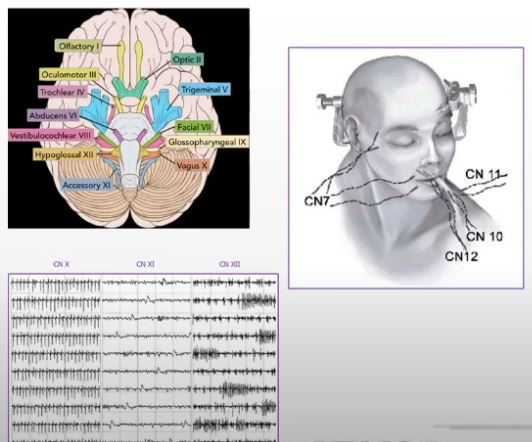 Olfactory I
Optic II
Oculomotor III
Trochlear IV
Trigeminal V
Abducens VI
Facial VII
Vestibulocochlear VIII
Glossopharyngeal IX
Hypoglossal XII
Vagus X
Accessory XI
CN7
CN 11
CN 10
CN12
CN X
CN XI
CN XII